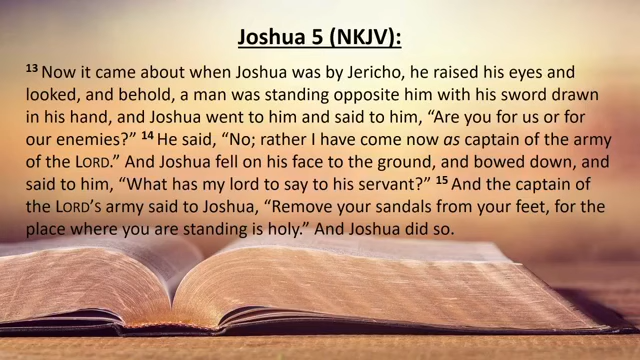 Joshua 5 (NKJV):
13 Now it came about when Joshua was by Jericho, he raised his eyes and
looked, and behold, a man was standing opposite him with his sword drawn
in his hand, and Joshua went to him and said to him, “Are you for us or for
our enemies?” 14 He said, “No; rather I have come now as captain of the army
of the LORD.” And Joshua fell on his face to the ground, and bowed down, and
said to him, “What has my lord to say to his servant?” 15 And the captain of
the LORD’S army said to Joshua, “Remove your sandals from your feet, for the
place where you are standing is holy.” And Joshua did so.